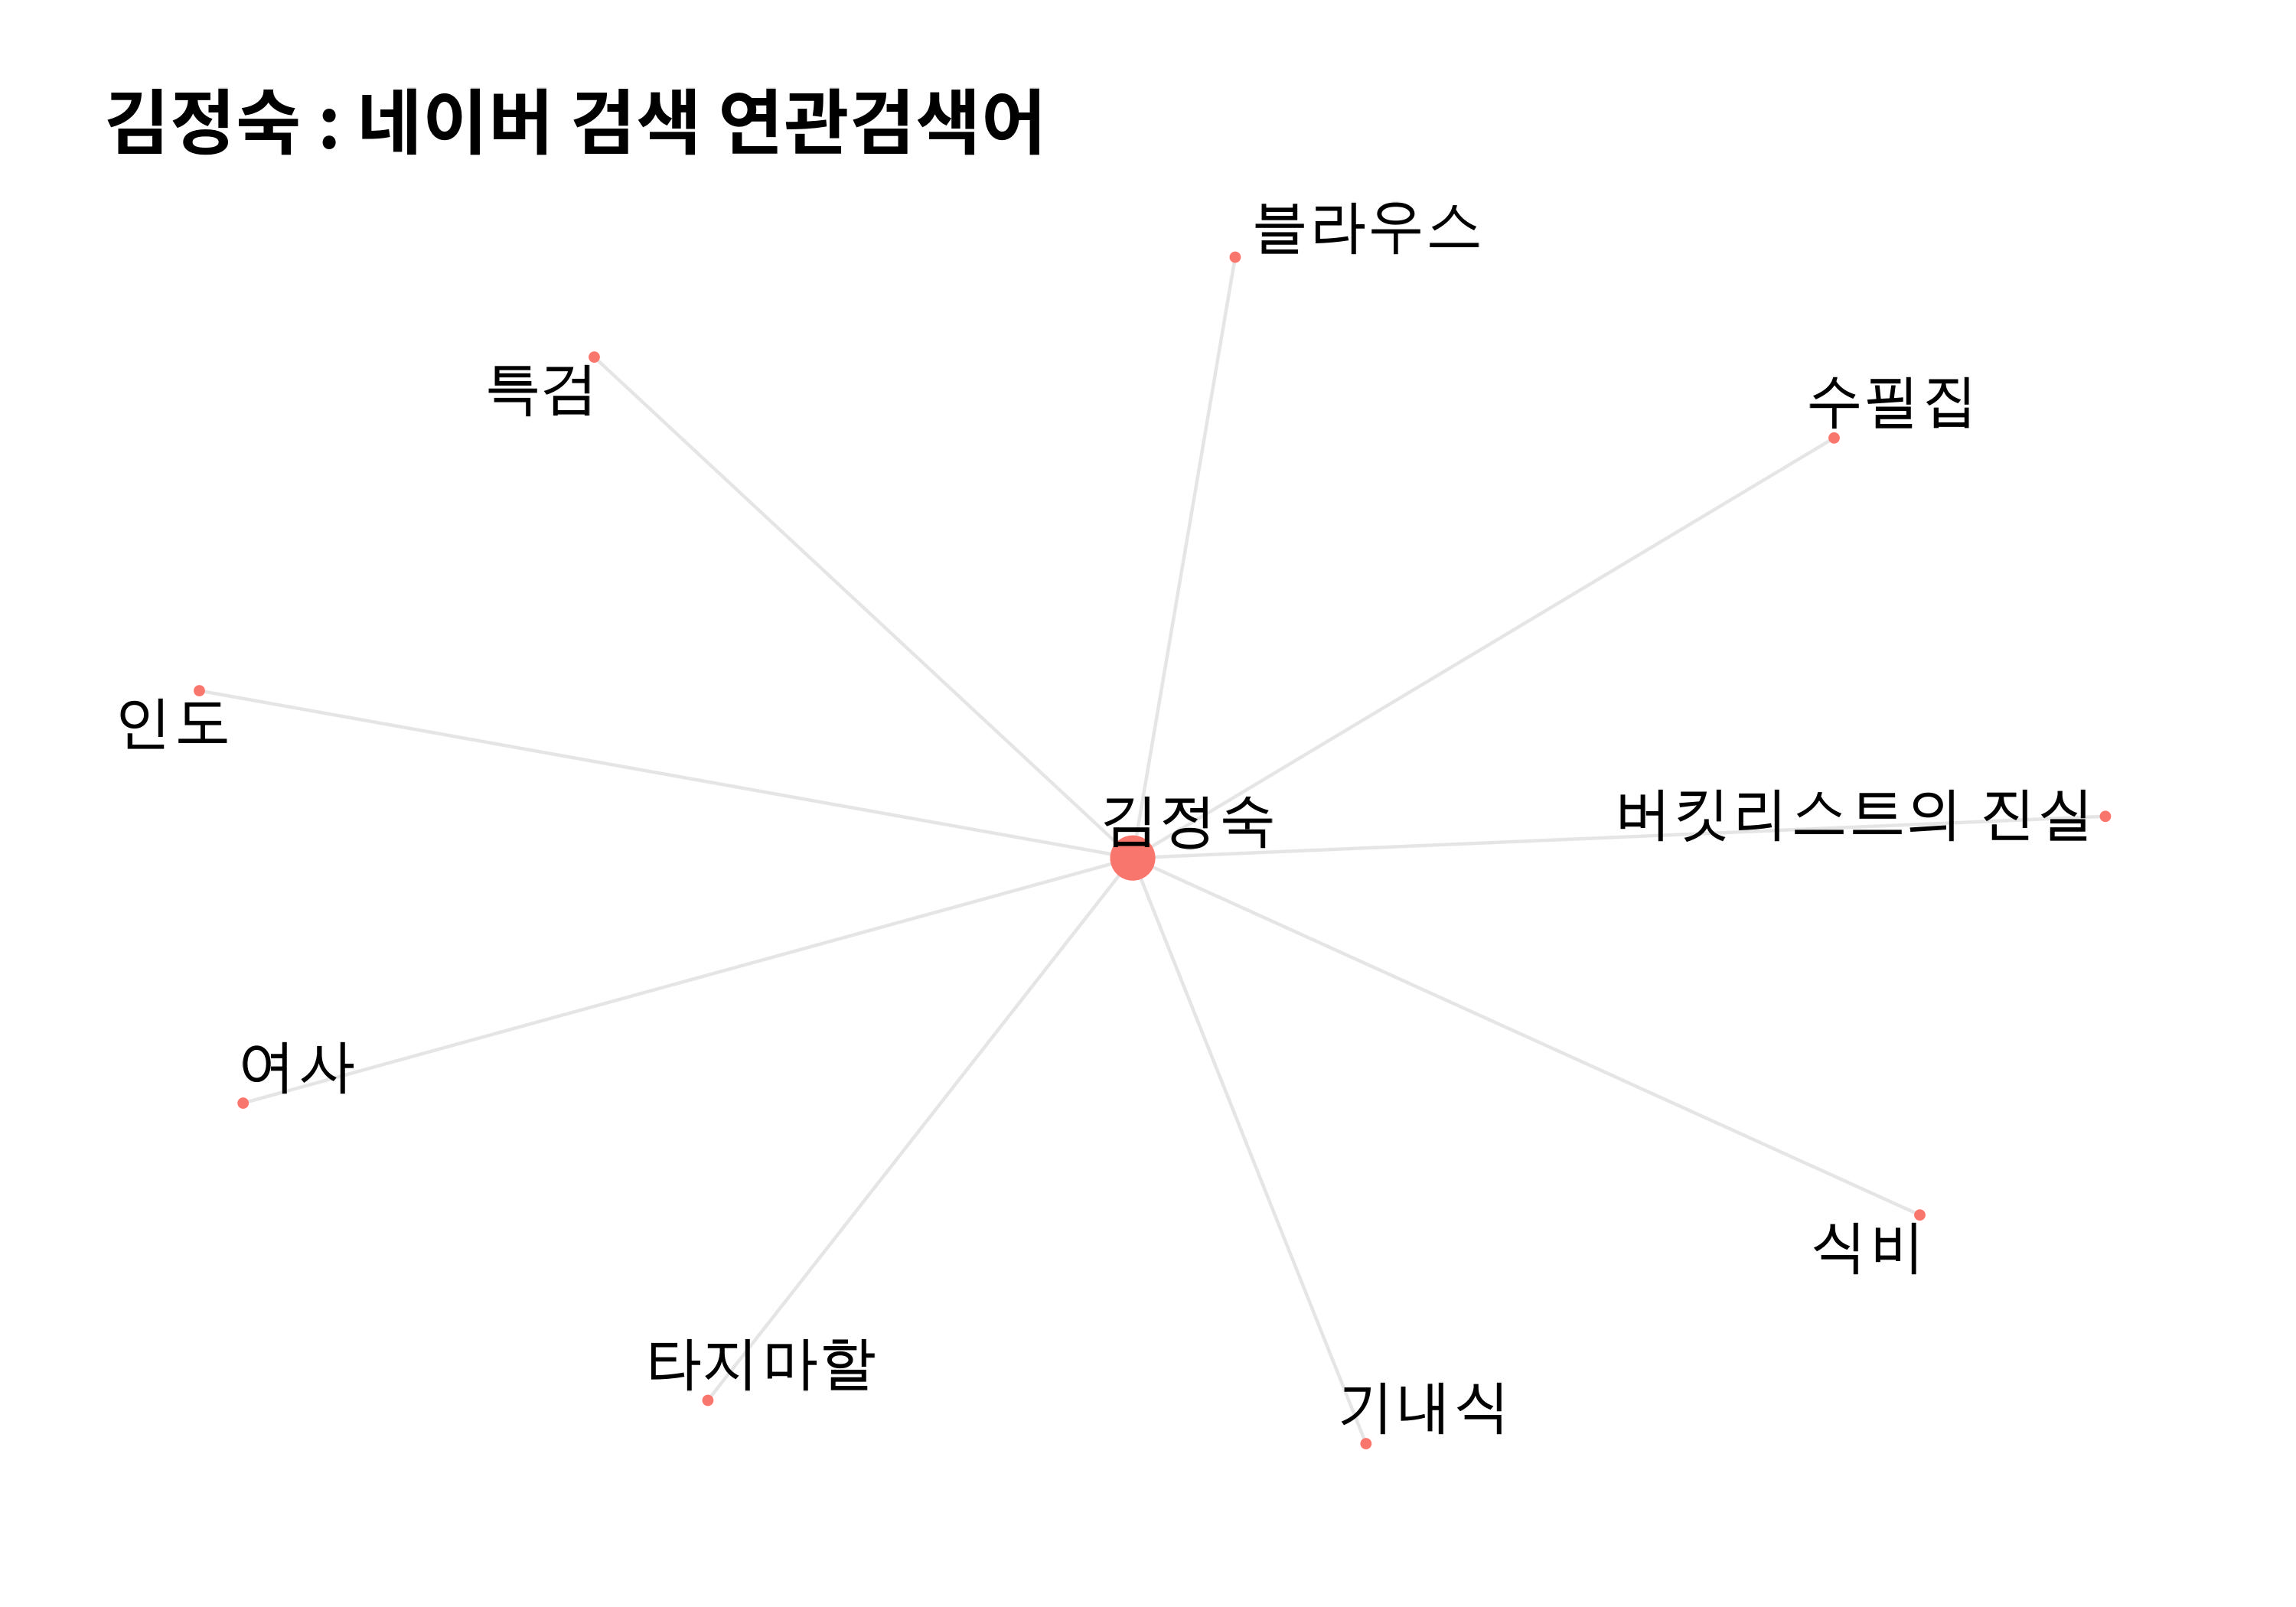 김정숙 : 네이버 검색 연관검색어
블라우스
특검
수필집
인도
김정수
버킷리스트의 진실
여사
식비
타지마할
기내식